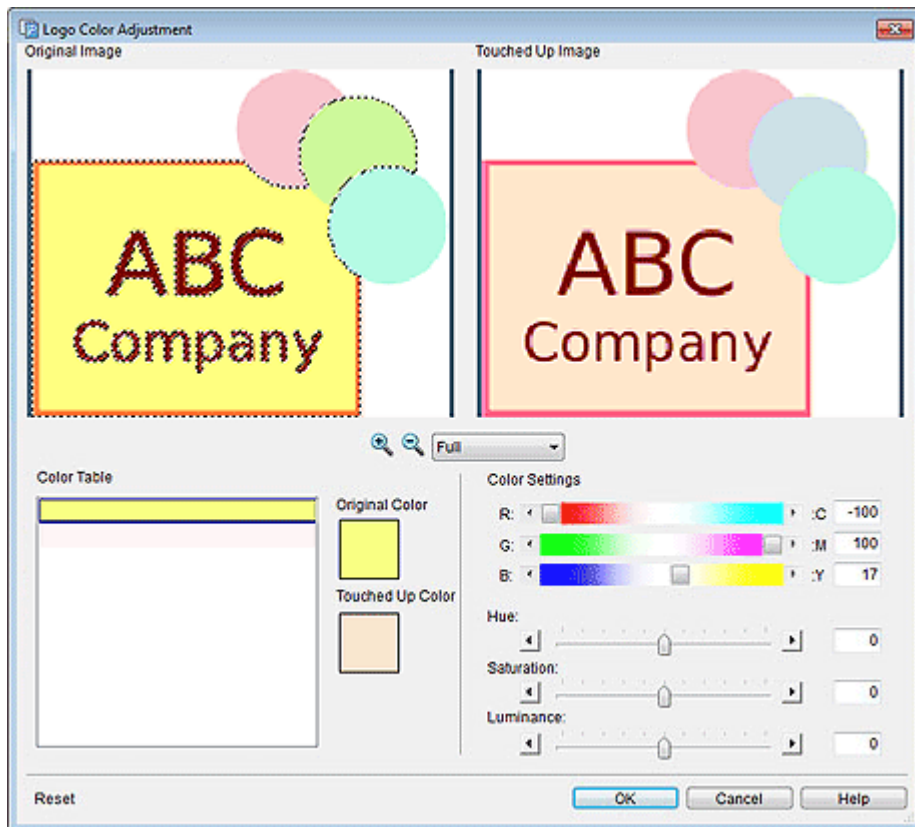 Logo Color Adjustment
Original Image
Touched Up Image
ABC
Company
ABC
Company
Full
Color Table
Original Color
Touched Up Color
Color Settings
R: :C -100
G: :M 100
B: :Y 17
Hue:
0
Saturation:
0
Luminance:
0
Reset
OK
Cancel
Help